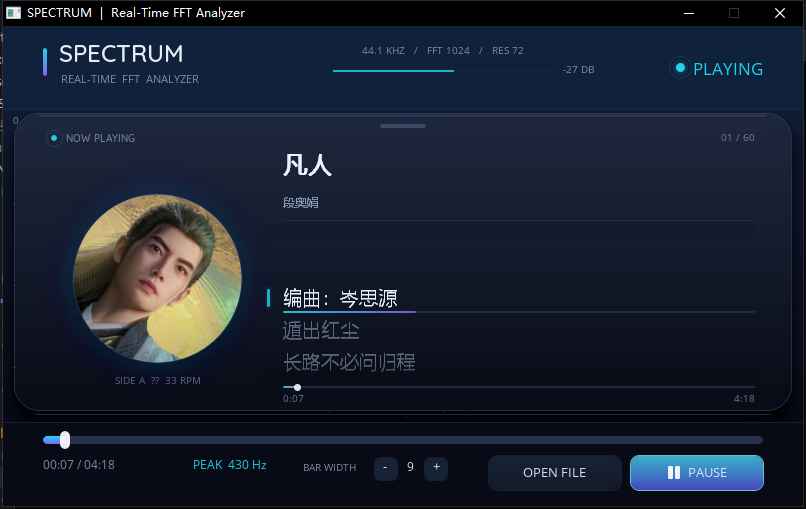 SPECTRUM | Real-Time FFT Analyzer
SPECTRUM
REAL-TIME FFT ANALYZER
44.1 KHZ / FFT 1024 / RES 72
-27 DB
PLAYING
0
NOW PLAYING
01 / 60
凡人
段奥娟
编曲：岑思源
遁出红尘
长路不必问归程
SIDE A ?? 33 RPM
0:07
4:18
00:07 / 04:18
PEAK 430 Hz
BAR WIDTH
- 9 +
OPEN FILE
PAUSE